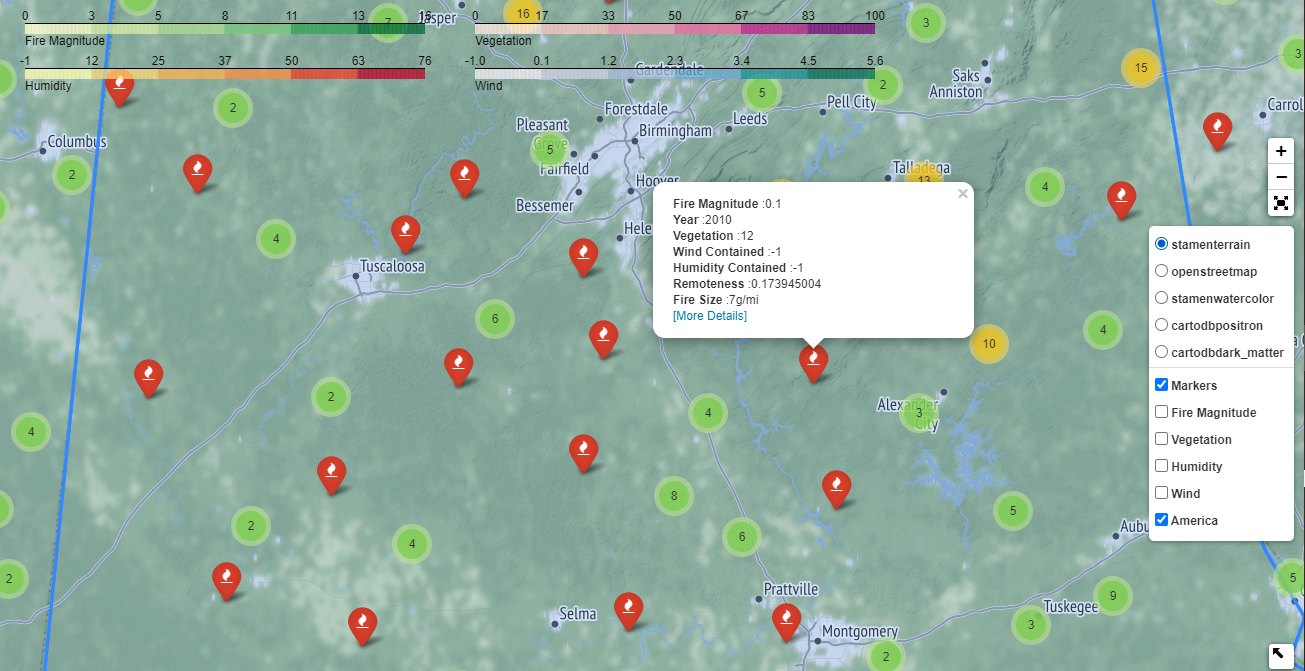 0 3 5 8 11 13 16
Fire Magnitude
0 17 33 50 67 83 100
Vegetation
-1 12 25 37 50 63 76
Humidity
-1.0 0.1 1.2 2.3 3.4 4.5 5.6
Wind
Jasper
7
16
3
15
3
Gardendale
Saks
Anniston
2
5
2
Forestdale
Pell City
Carrol
Leeds
Pleasant
Grove
Birmingham
Columbus
5
Fairfield
Talladega
13
2
Hoover
4
Bessemer
Hele
4
Tuscaloosa
6
×
Fire Magnitude :0.1
Year :2010
Vegetation :12
Wind Contained :-1
Humidity Contained :-1
Remoteness :0.173945004
Fire Size :7g/mi
[More Details]
+
−
stamenterrain
openstreetmap
stamenwatercolor
cartodbpositron
cartodbdark_matter
Markers
Fire Magnitude
Vegetation
Humidity
Wind
America
10
4
2
4
Alexander
City
3
4
8
5
2
4
6
Aubu
2
Prattville
5
9
Selma
Tuskegee
3
Montgomery
2